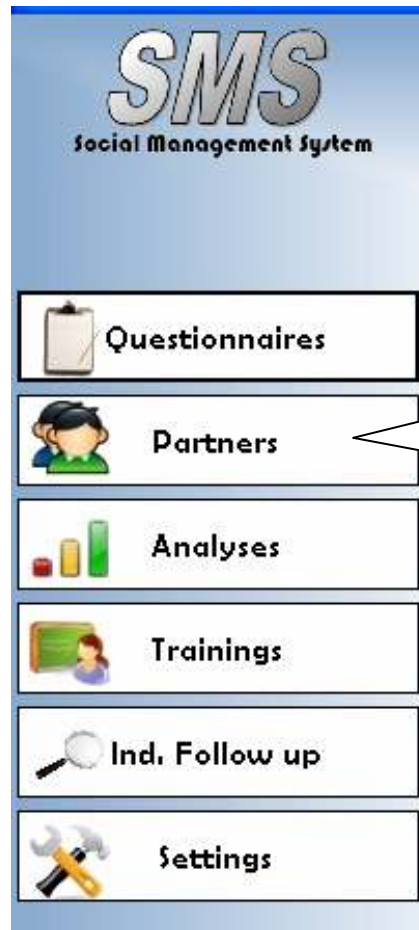 SMS
Social Management System
Questionnaires
Partners
Analyses
Trainings
Ind. Follow up
Settings